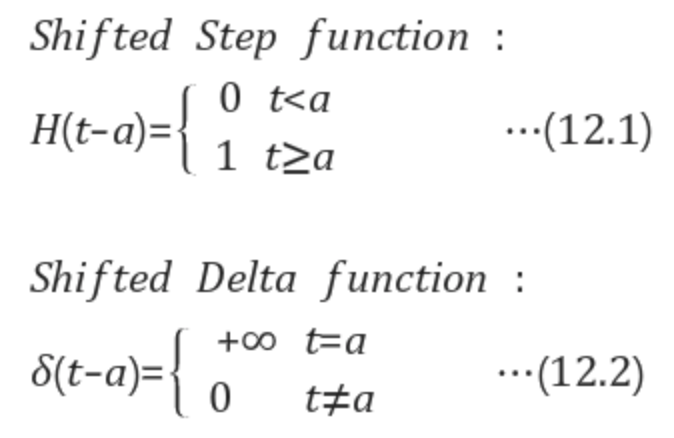 Shifted Step function :
H(t-a)={ 0 t<a
1 t≥a ⋯(12.1)
Shifted Delta function :
δ(t-a)={ +∞ t=a
0 t≠a ⋯(12.2)